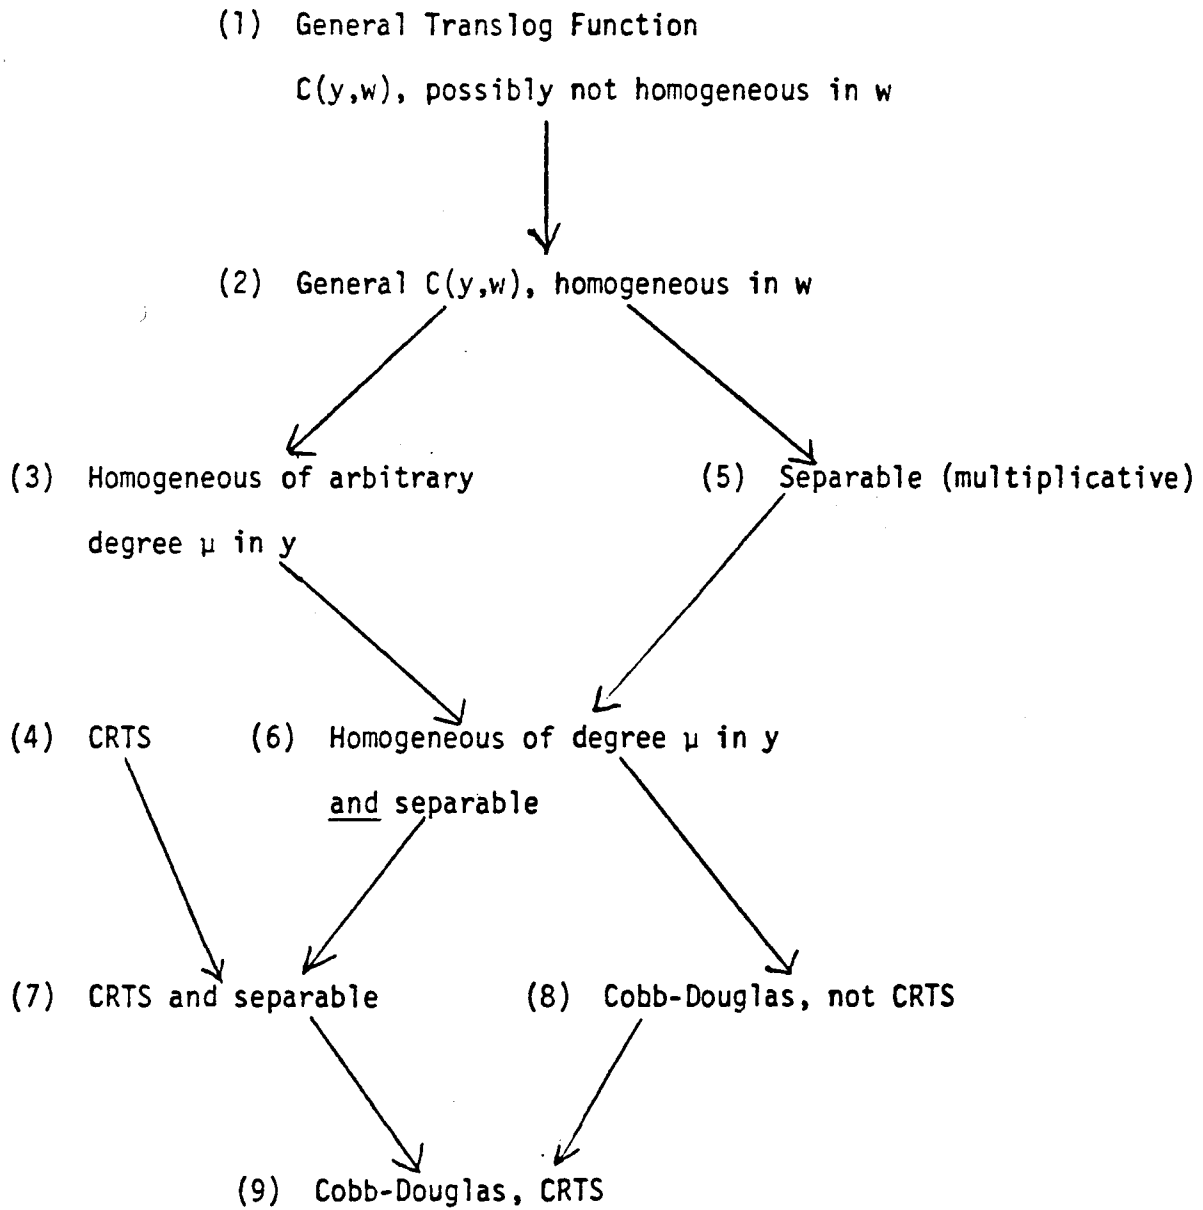 (1) General Translog Function
C(y,w), possibly not homogeneous in w
(2) General C(y,w), homogeneous in w
(3) Homogeneous of arbitrary
degree μ in y
(5) Separable (multiplicative)
(4) CRTS
(6) Homogeneous of degree μ in y
and separable
(7) CRTS and separable
(8) Cobb-Douglas, not CRTS
(9) Cobb-Douglas, CRTS